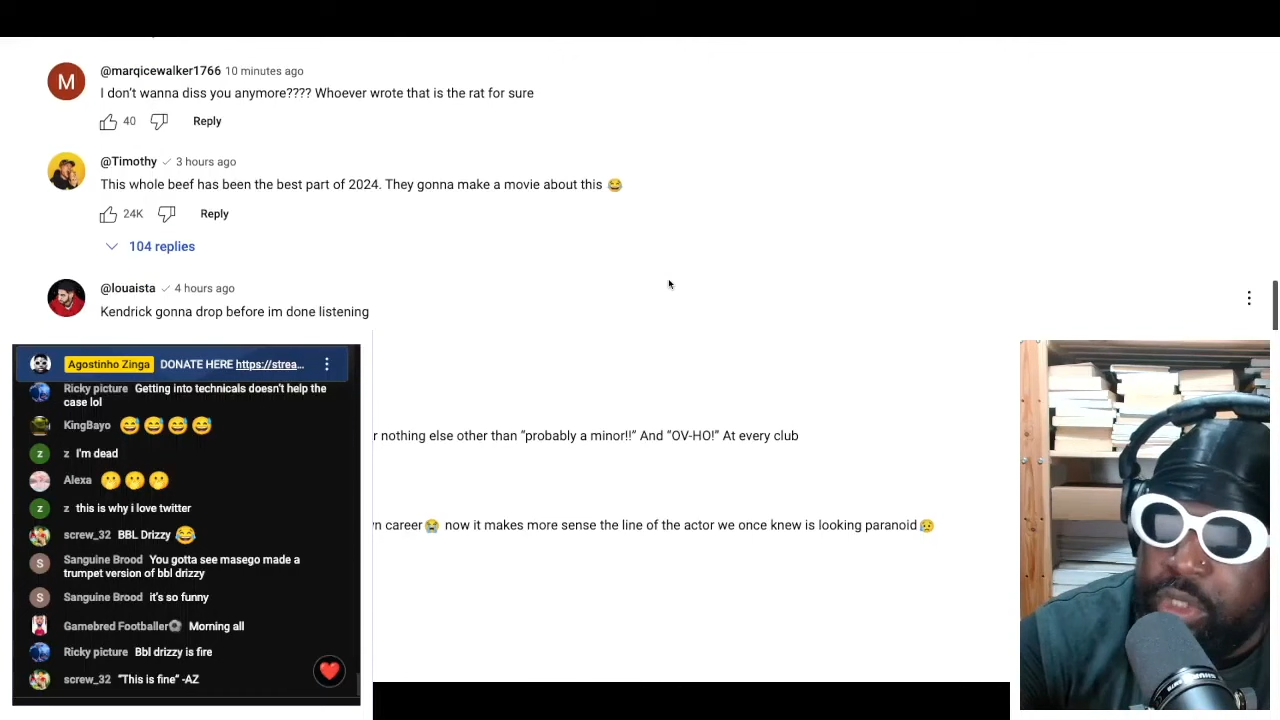 M
@marqicewalker1766 10 minutes ago
I don't wanna diss you anymore???? Whoever wrote that is the rat for sure
40 Reply
@Timothy 3 hours ago
This whole beef has been the best part of 2024. They gonna make a movie about this 😂
24K Reply
104 replies
@louaista 4 hours ago
Kendrick gonna drop before im done listening
r nothing else other than “probably a minor!!” And “OV-HO!” At every club
n career😭 now it makes more sense the line of the actor we once knew is looking paranoid😥
Agostinho Zinga DONATE HERE https://strea...
Ricky picture Getting into technicals doesn't help the
case lol
KingBayo 😅😅😅😅
z z I'm dead
Alexa 🫢🫢🫢
z z this is why i love twitter
screw_32 BBL Drizzy 😂
S Sanguine Brood You gotta see masego made a
trumpet version of bbl drizzy
S Sanguine Brood it's so funny
Gamebred Footballer⚽ Morning all
Ricky picture Bbl drizzy is fire
screw_32 “This is fine” -AZ